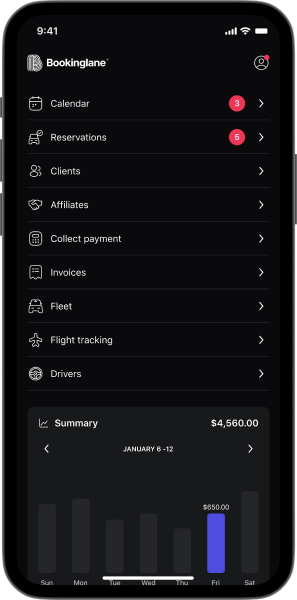 9:41
Bookinglane
Calendar 3
Reservations 5
Clients
Affiliates
Collect payment
Invoices
Fleet
Flight tracking
Drivers
Summary $4,560.00
JANUARY 6 -12
$650.00
Sun Mon Tue Wed Thu Fri Sat